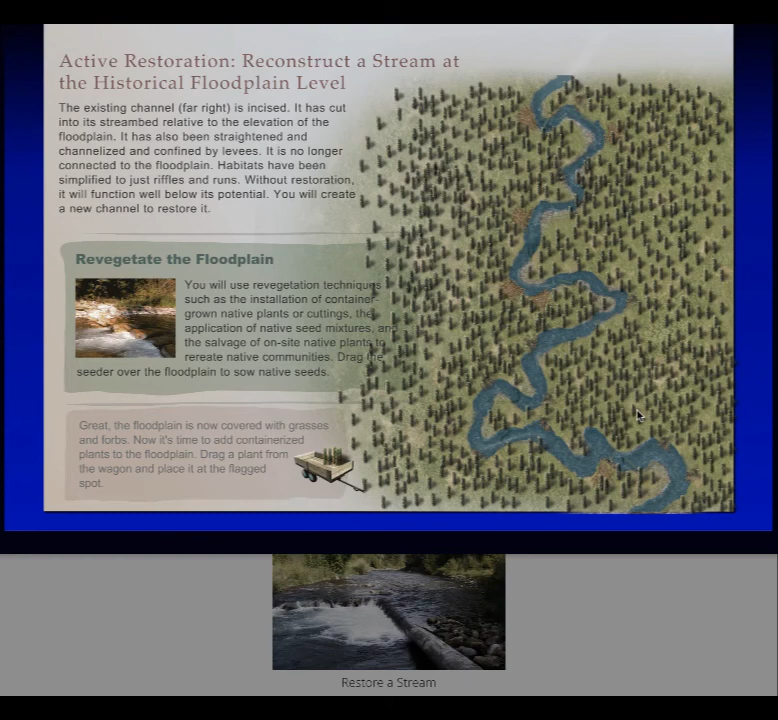 Active Restoration: Reconstruct a Stream at
the Historical Floodplain Level
The existing channel (far right) is incised. It has cut
into its streambed relative to the elevation of the
floodplain. It has also been straightened and
channelized and confined by levees. It is no longer
connected to the floodplain. Habitats have been
simplified to just riffles and runs. Without restoration,
it will function well below its potential. You will create
a new channel to restore it.
Revegetate the Floodplain
You will use revegetation techniques
such as the installation of container-
grown native plants or cuttings, the
application of native seed mixtures, and
the salvage of on-site native plants to
rereate native communities. Drag the
seeder over the floodplain to sow native seeds.
Great, the floodplain is now covered with grasses
and forbs. Now it's time to add containerized
plants to the floodplain. Drag a plant from
the wagon and place it at the flagged
spot.
Restore a Stream